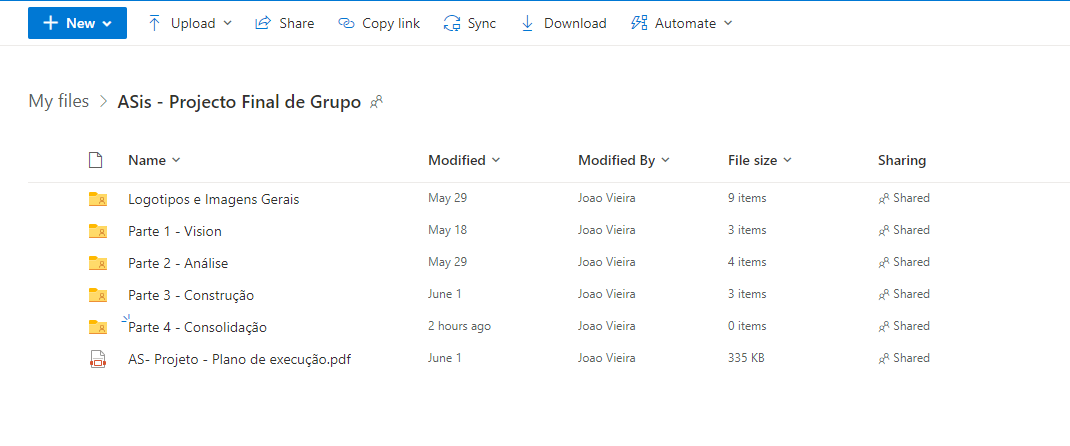 New Upload Share Copy link Sync Download Automate
My files ASis - Projecto Final de Grupo
Name Modified Modified By File size Sharing
Logotipos e Imagens Gerais May 29 Joao Vieira 9 items Shared
Parte 1 - Vision May 18 Joao Vieira 3 items Shared
Parte 2 - Análise May 29 Joao Vieira 4 items Shared
Parte 3 - Construção June 1 Joao Vieira 3 items Shared
Parte 4 - Consolidação 2 hours ago Joao Vieira 0 items Shared
AS- Projeto - Plano de execução.pdf June 1 Joao Vieira 335 KB Shared